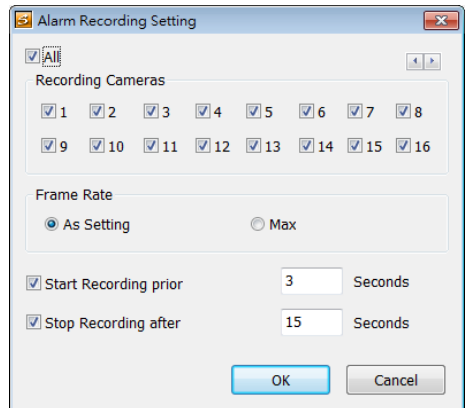 Alarm Recording Setting
All
Recording Cameras
1 2 3 4 5 6 7 8
9 10 11 12 13 14 15 16
Frame Rate
As Setting Max
Start Recording prior 3 Seconds
Stop Recording after 15 Seconds
OK Cancel